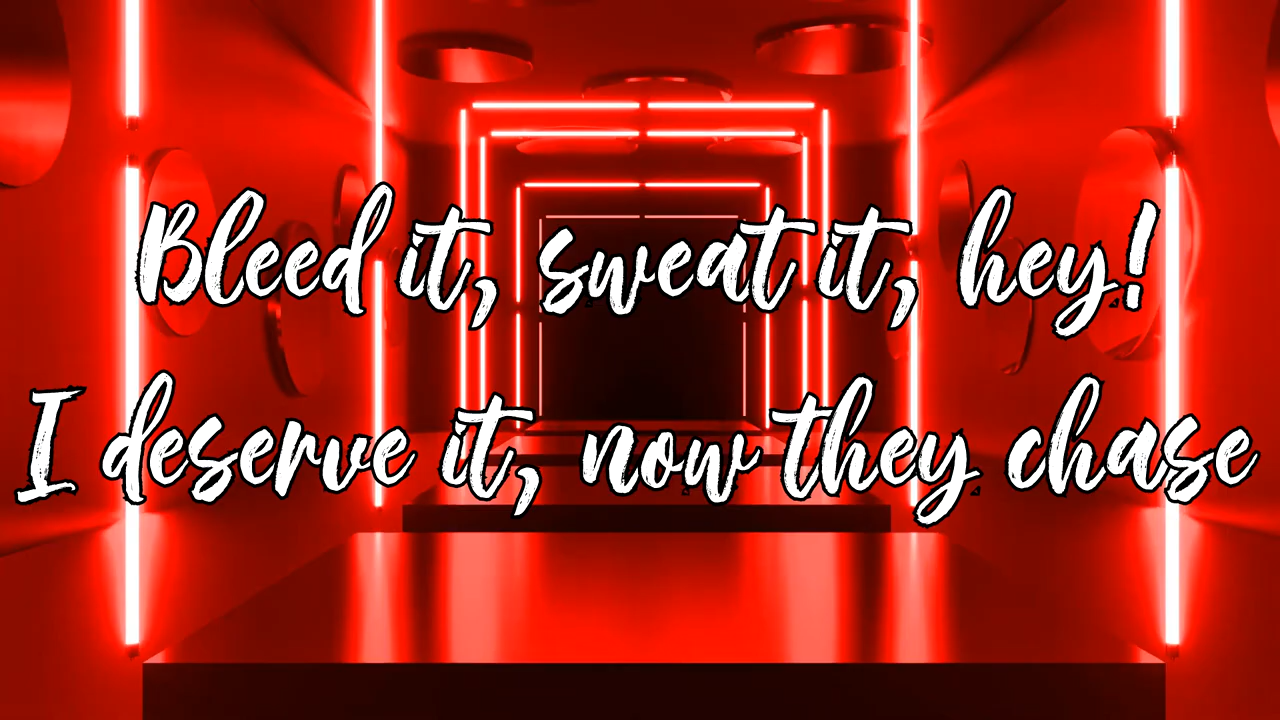 Bleed it, sweat it, hey!
I deserve it, now they chase